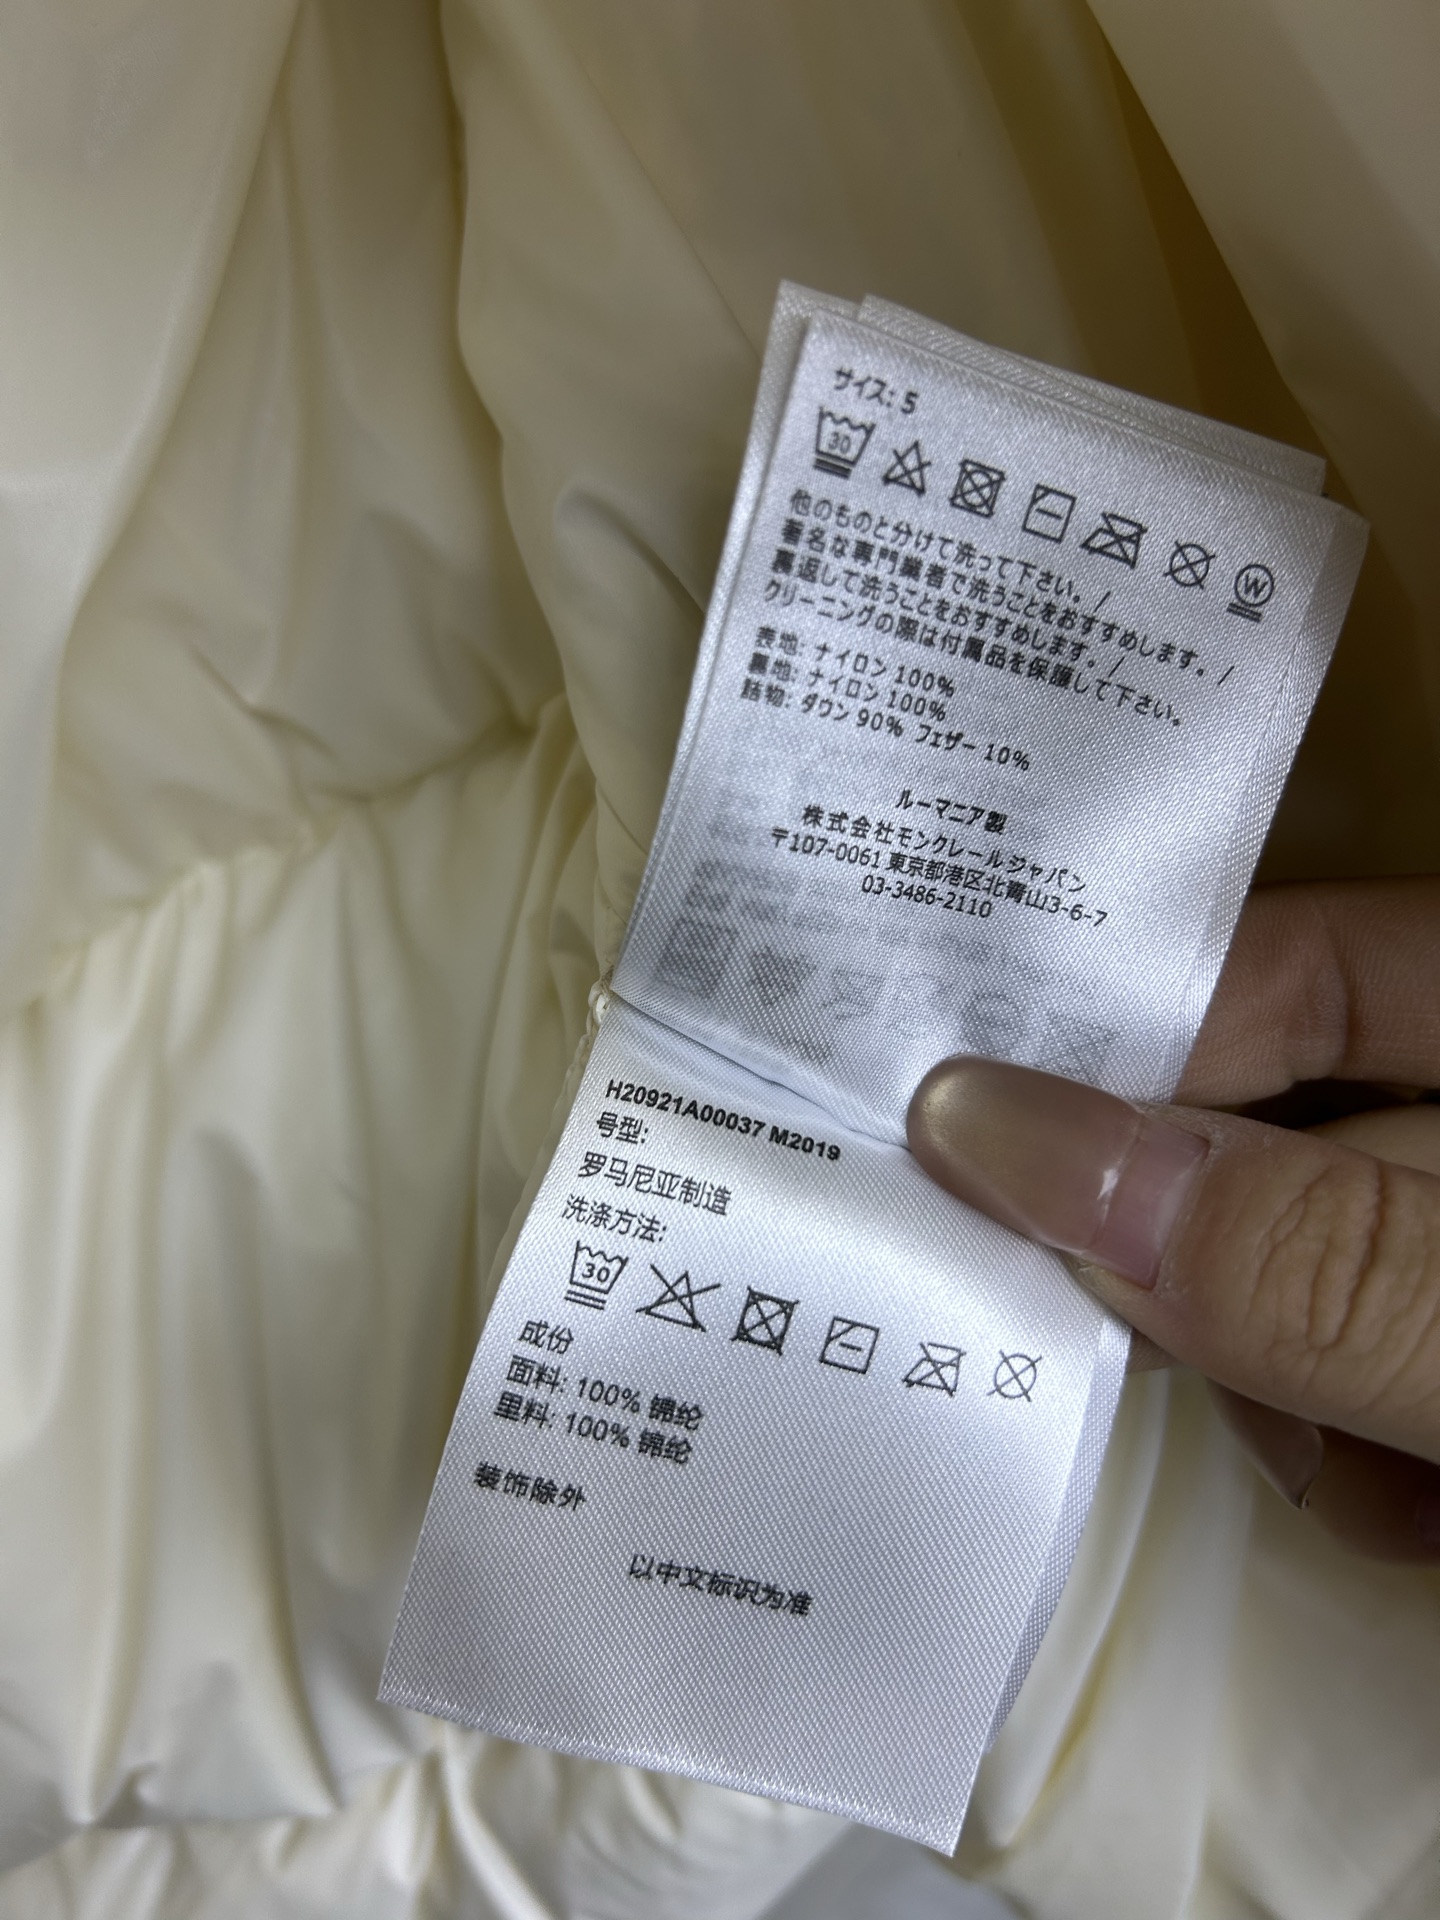 サイズ: 5
30
W
他のものと分けて洗って下さい。 /
著名な専門業者で洗うことをおすすめします。 /
裏返して洗うことをおすすめします。 /
クリーニングの際は付属品を保護して下さい。
表地: ナイロン 100%
裏地: ナイロン 100%
詰物: ダウン 90% フェザー 10%
ルーマニア製
株式会社モンクレールジャパン
〒107-0061 東京都港区北青山3-6-7
03-3486-2110
H20921A00037 M2019
号型:
罗马尼亚制造
洗涤方法:
30
成份
面料: 100% 锦纶
里料: 100% 锦纶
装饰除外
以中文标识为准